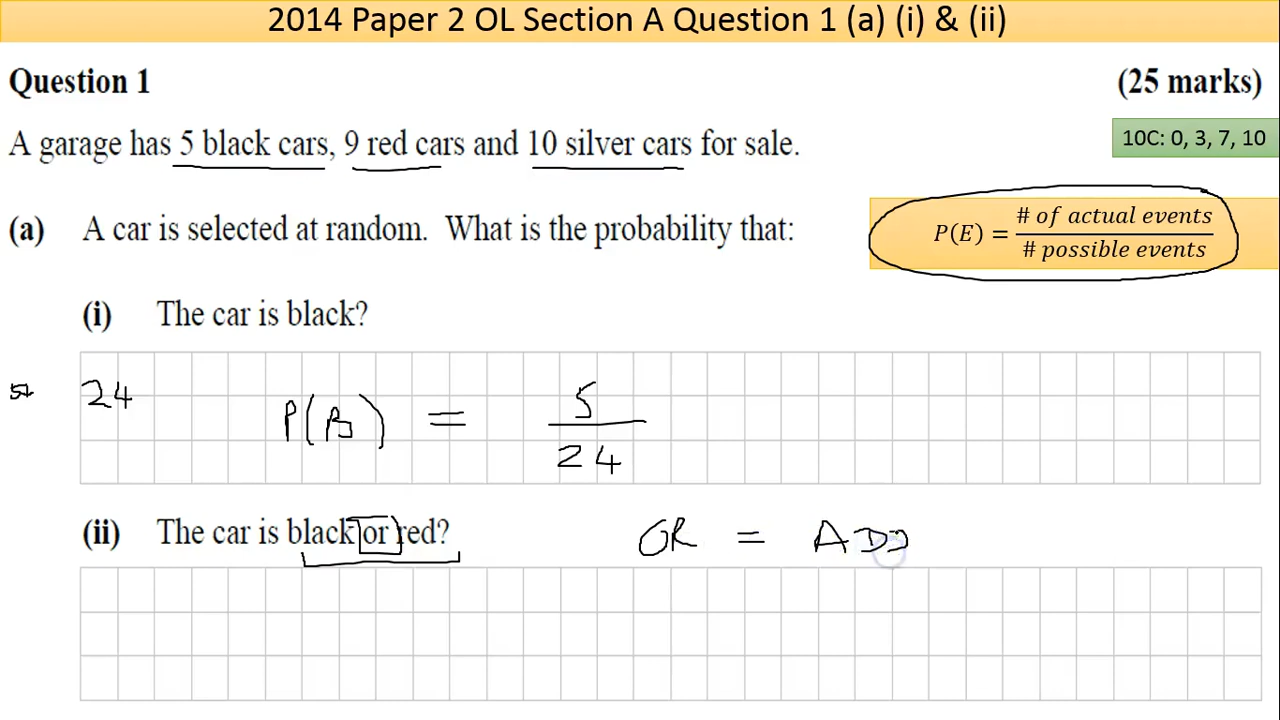 2014 Paper 2 OL Section A Question 1 (a) (i) & (ii)
Question 1 (25 marks)
A garage has 5 black cars, 9 red cars and 10 silver cars for sale.
10C: 0, 3, 7, 10
(a) A car is selected at random. What is the probability that:
P(E) = # of actual events / # possible events
(i) The car is black?
24 P(B) = 5 / 24
(ii) The car is black or red? OR = ADD